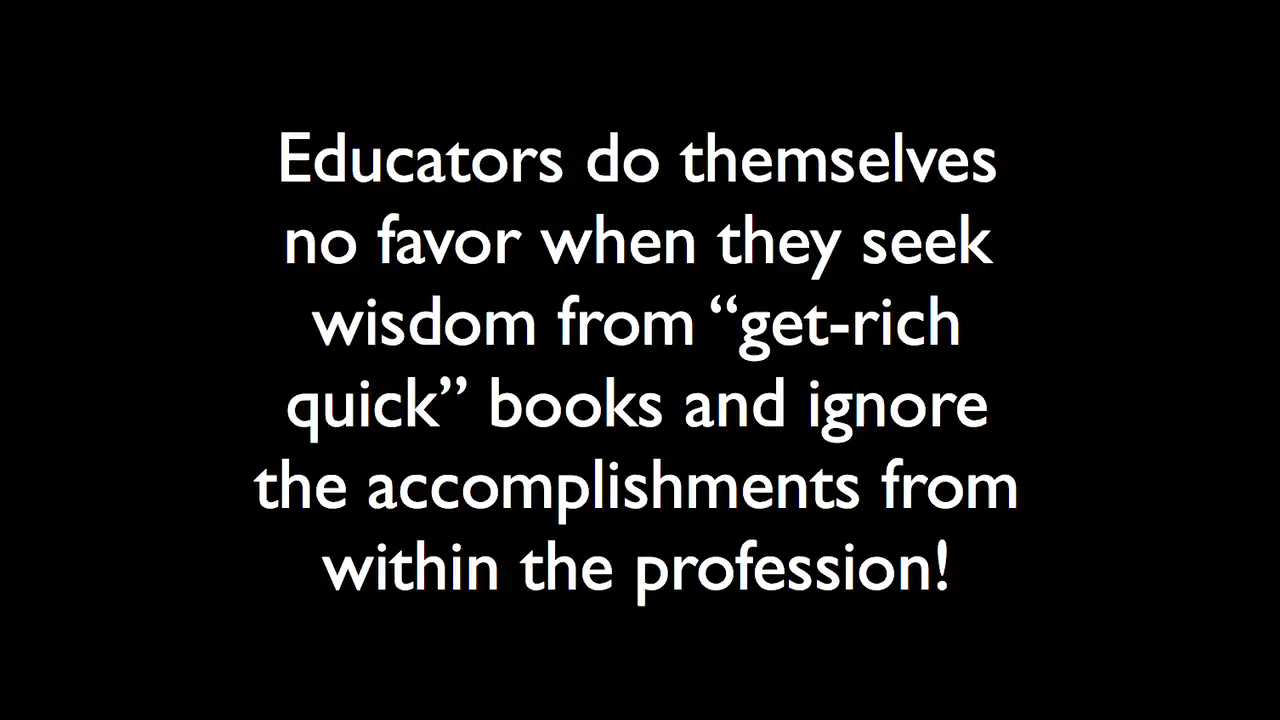 Educators do themselves
no favor when they seek
wisdom from “get-rich
quick” books and ignore
the accomplishments from
within the profession!